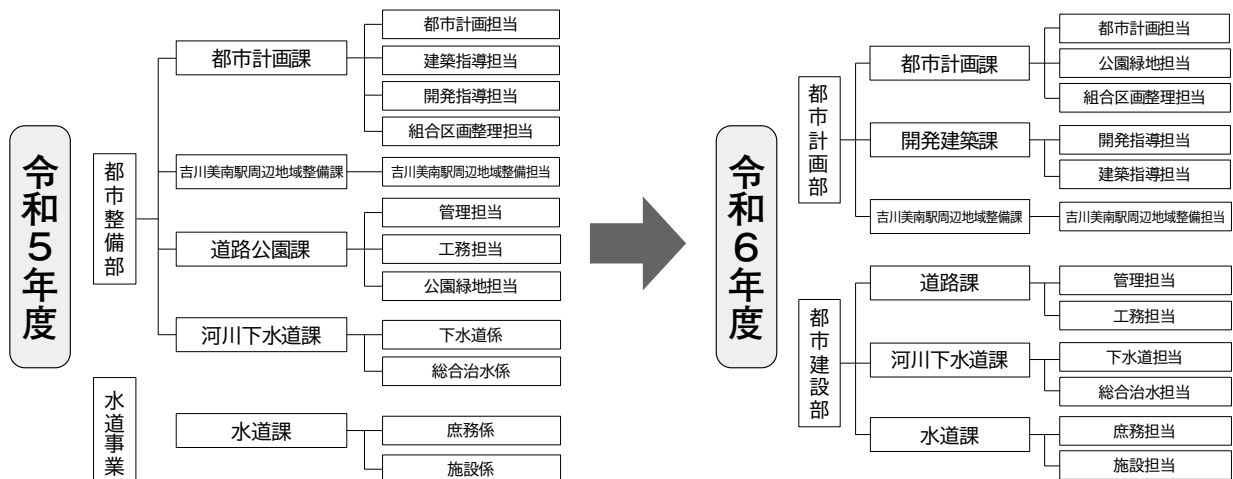 令和5年度
都市整備部
都市計画課
都市計画担当
建築指導担当
開発指導担当
組合区画整理担当
吉川美南駅周辺地域整備課
吉川美南駅周辺地域整備担当
道路公園課
管理担当
工務担当
公園緑地担当
河川下水道課
下水道係
総合治水係
水道事業
水道課
庶務係
施設係
令和6年度
都市計画部
都市計画課
都市計画担当
公園緑地担当
組合区画整理担当
開発建築課
開発指導担当
建築指導担当
吉川美南駅周辺地域整備課
吉川美南駅周辺地域整備担当
都市建設部
道路課
管理担当
工務担当
河川下水道課
下水道担当
総合治水担当
水道課
庶務担当
施設担当